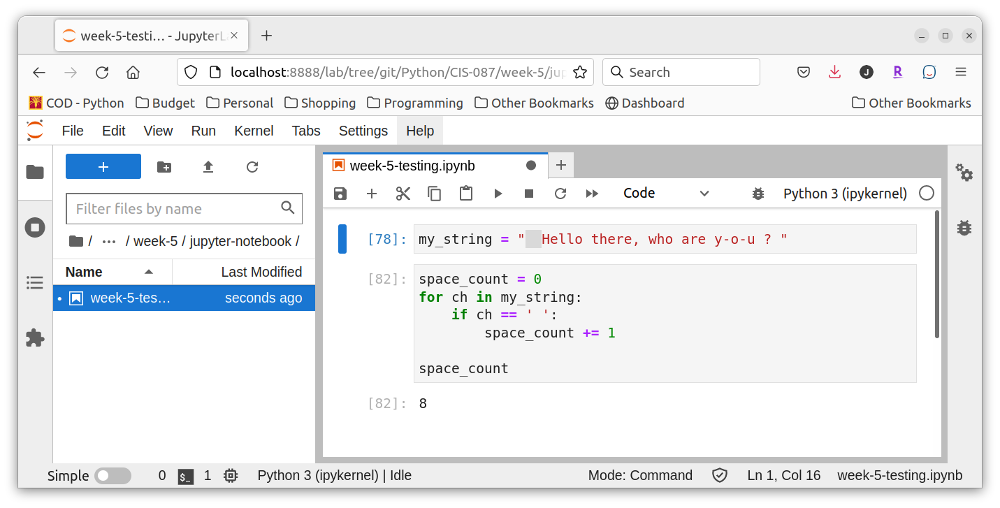 week-5-testi… - JupyterL
localhost:8888/lab/tree/git/Python/CIS-087/week-5/jup
Search
J
R
COD - Python
Budget
Personal
Shopping
Programming
Other Bookmarks
Dashboard
Other Bookmarks
File
Edit
View
Run
Kernel
Tabs
Settings
Help
Filter files by name
/ … / week-5 / jupyter-notebook /
Name
Last Modified
week-5-tes…
seconds ago
week-5-testing.ipynb
Code
Python 3 (ipykernel)
[78]: my_string = "  Hello there, who are y-o-u ? "
[82]: space_count = 0
for ch in my_string:
    if ch == ' ':
        space_count += 1
space_count
[82]: 8
Simple
0
$_
1
Python 3 (ipykernel) | Idle
Mode: Command
Ln 1, Col 16
week-5-testing.ipynb